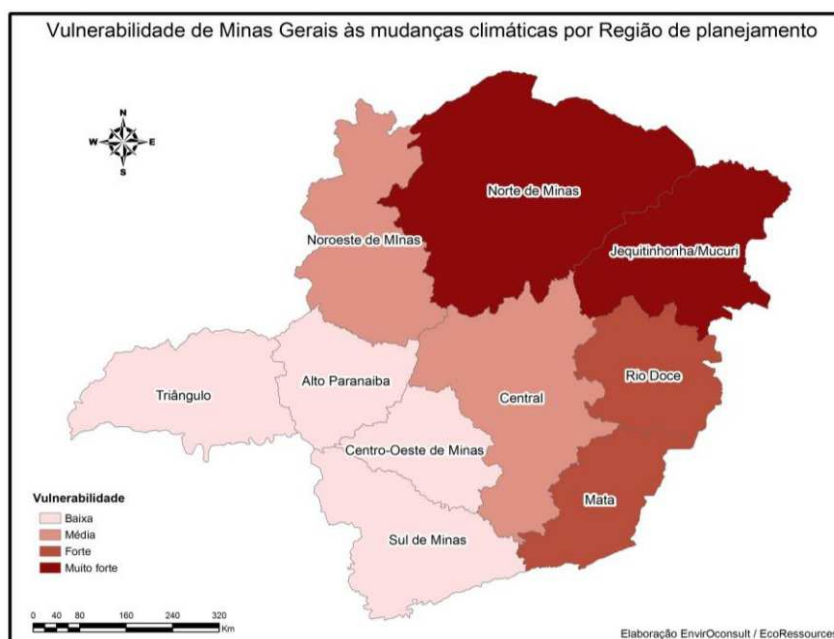 Vulnerabilidade de Minas Gerais às mudanças climáticas por Região de planejamento
N
W E
S
Norte de Minas
Jequitinhonha/Mucuri
Noroeste de MInas
Rio Doce
Alto Paranaiba
Triângulo
Central
Centro-Oeste de Minas
Mata
Sul de Minas
Vulnerabilidade
Baixa
Média
Forte
Muito forte
0 40 80 160 240 320
Km
Elaboração EnvirOconsult / EcoRessources